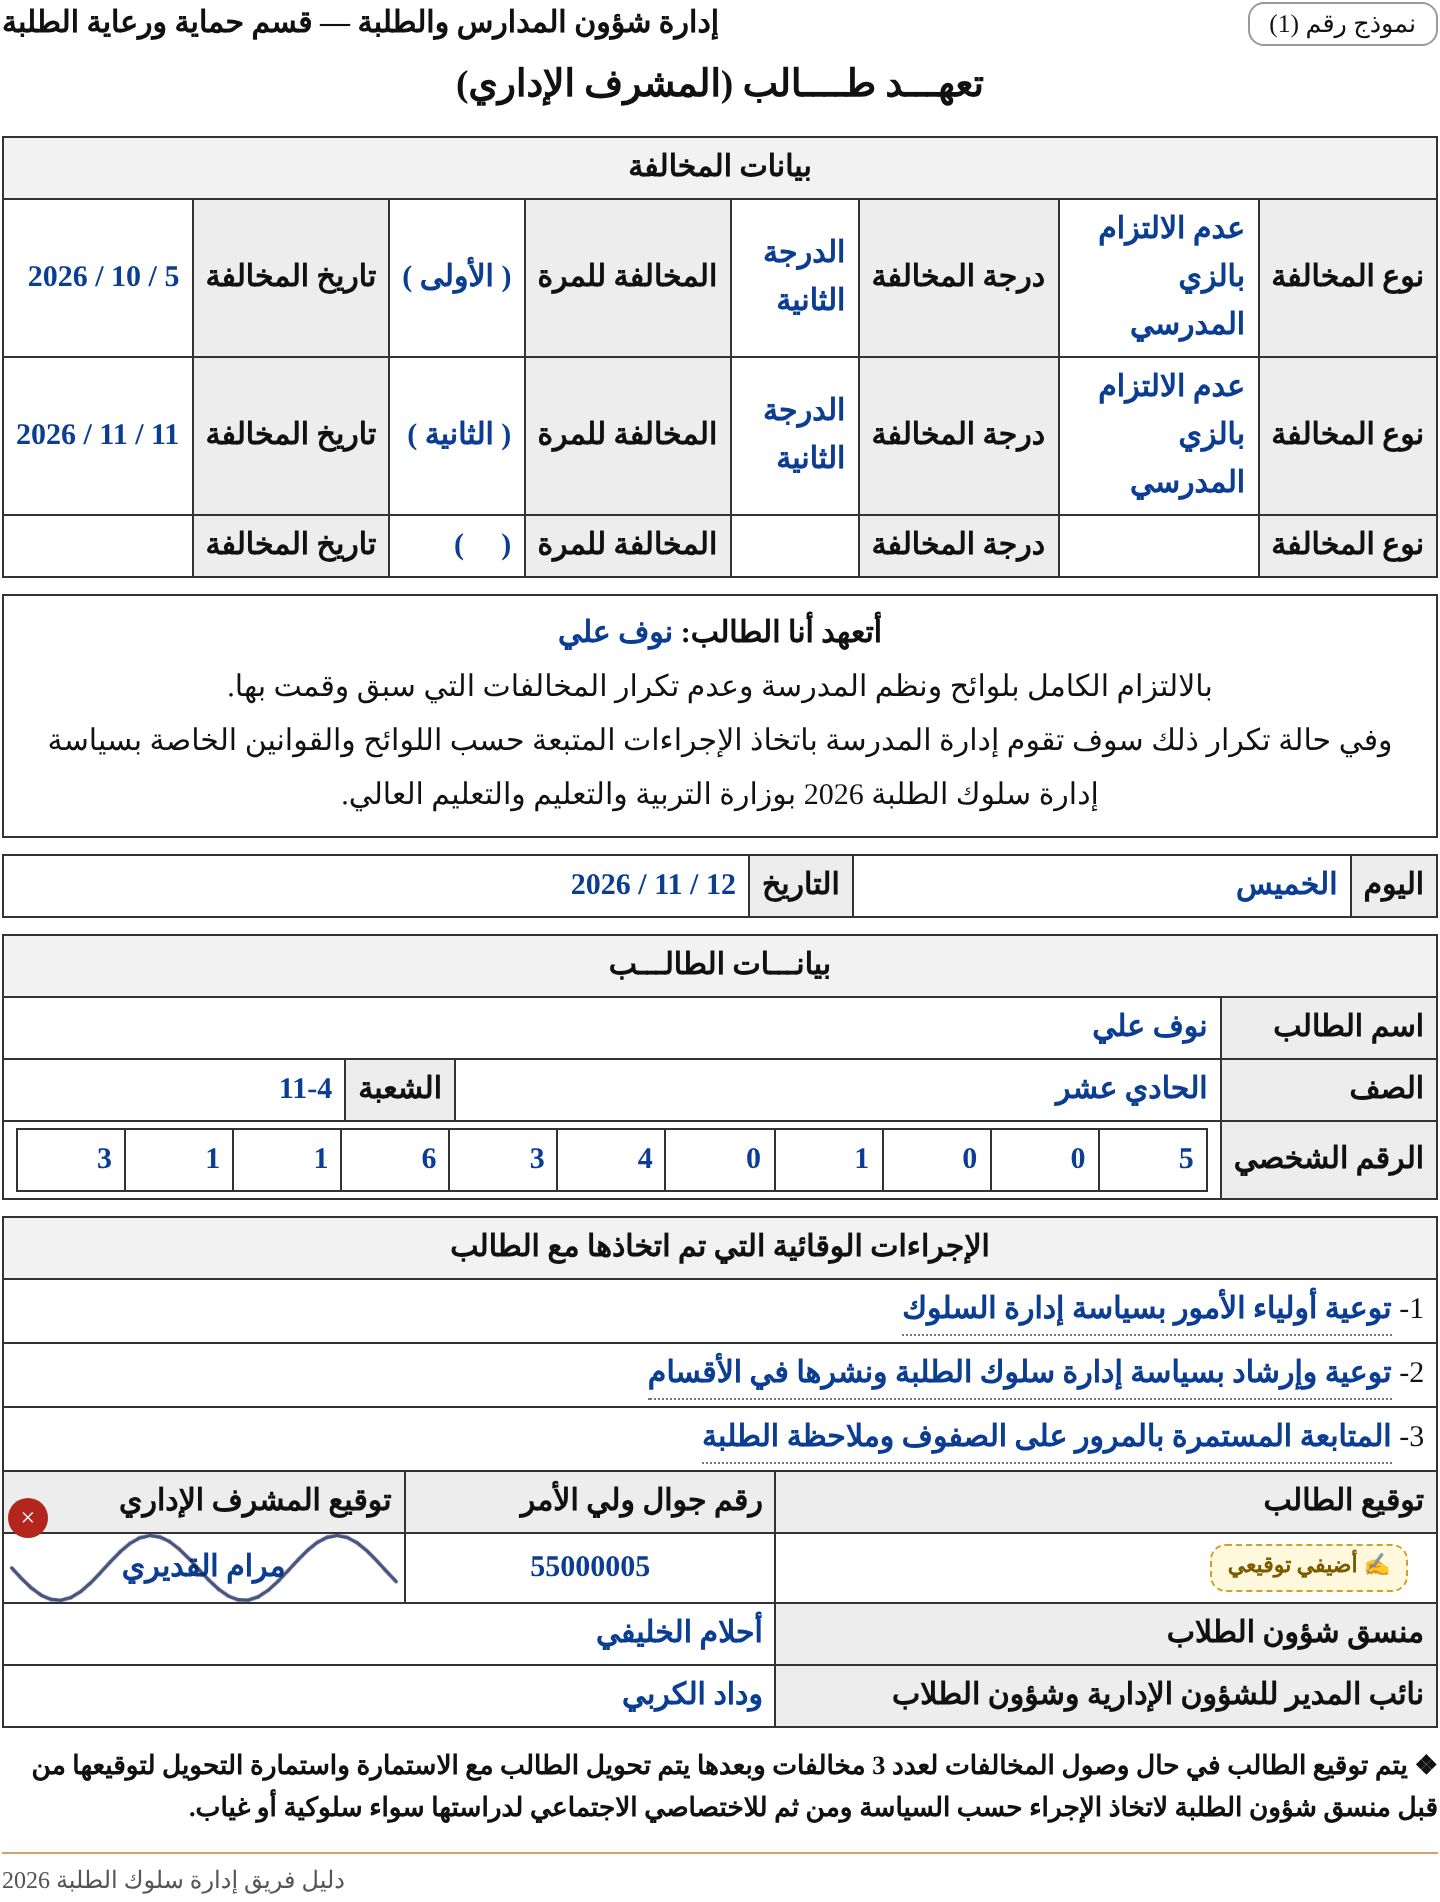 نموذج رقم (1)
إدارة شؤون المدارس والطلبة — قسم حماية ورعاية الطلبة
تعهـــد طــــالب (المشرف الإداري)
بيانات المخالفة
نوع المخالفة عدم الالتزام بالزي المدرسي درجة المخالفة الدرجة الثانية المخالفة للمرة ( الأولى ) تاريخ المخالفة 5 / 10 / 2026
نوع المخالفة عدم الالتزام بالزي المدرسي درجة المخالفة الدرجة الثانية المخالفة للمرة ( الثانية ) تاريخ المخالفة 11 / 11 / 2026
نوع المخالفة درجة المخالفة المخالفة للمرة ( ) تاريخ المخالفة
أتعهد أنا الطالب: نوف علي
بالالتزام الكامل بلوائح ونظم المدرسة وعدم تكرار المخالفات التي سبق وقمت بها.
وفي حالة تكرار ذلك سوف تقوم إدارة المدرسة باتخاذ الإجراءات المتبعة حسب اللوائح والقوانين الخاصة بسياسة
إدارة سلوك الطلبة 2026 بوزارة التربية والتعليم والتعليم العالي.
اليوم الخميس التاريخ 12 / 11 / 2026
بيانـــات الطالـــب
اسم الطالب نوف علي
الصف الحادي عشر الشعبة 11-4
الرقم الشخصي 5 0 0 1 0 4 3 6 1 1 3
الإجراءات الوقائية التي تم اتخاذها مع الطالب
1- توعية أولياء الأمور بسياسة إدارة السلوك
2- توعية وإرشاد بسياسة إدارة سلوك الطلبة ونشرها في الأقسام
3- المتابعة المستمرة بالمرور على الصفوف وملاحظة الطلبة
توقيع الطالب رقم جوال ولي الأمر توقيع المشرف الإداري ×
✍️ أضيفي توقيعي 55000005 مرام القديري
منسق شؤون الطلاب أحلام الخليفي
نائب المدير للشؤون الإدارية وشؤون الطلاب وداد الكربي
❖ يتم توقيع الطالب في حال وصول المخالفات لعدد 3 مخالفات وبعدها يتم تحويل الطالب مع الاستمارة واستمارة التحويل لتوقيعها من
قبل منسق شؤون الطلبة لاتخاذ الإجراء حسب السياسة ومن ثم للاختصاصي الاجتماعي لدراستها سواء سلوكية أو غياب.
دليل فريق إدارة سلوك الطلبة 2026